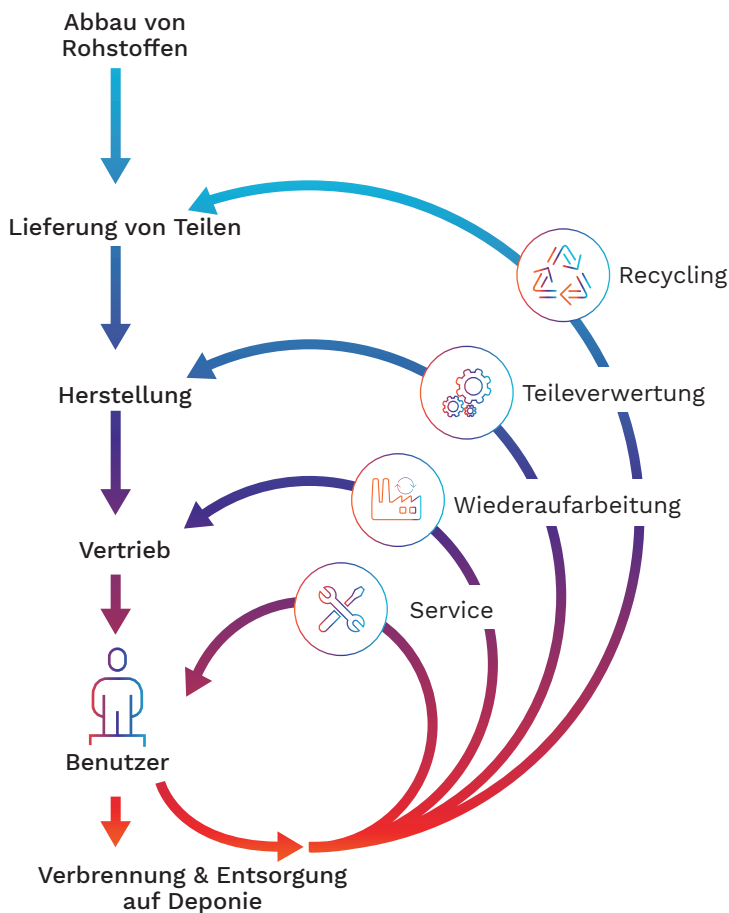 Abbau von
Rohstoffen
Lieferung von Teilen
Recycling
Herstellung
Teileverwertung
Wiederaufarbeitung
Vertrieb
Service
Benutzer
Verbrennung & Entsorgung
auf Deponie